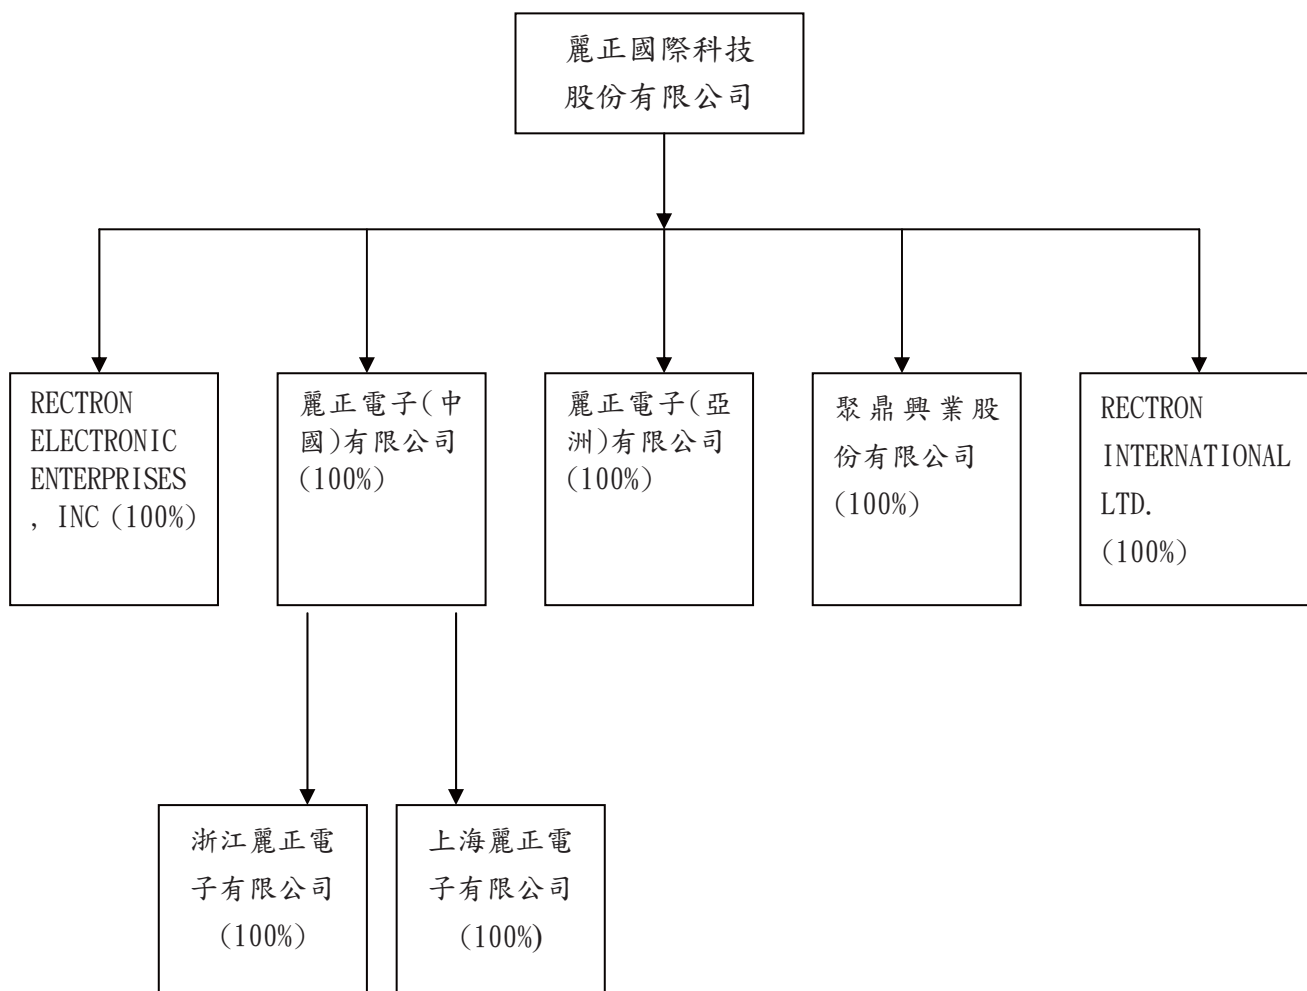 麗正國際科技
股份有限公司
RECTRON
ELECTRONIC
ENTERPRISES
, INC (100%)
麗正電子(中
國)有限公司
(100%)
麗正電子(亞
洲)有限公司
(100%)
聚鼎興業股
份有限公司
(100%)
RECTRON
INTERNATIONAL
LTD.
(100%)
浙江麗正電
子有限公司
(100%)
上海麗正電
子有限公司
(100%)